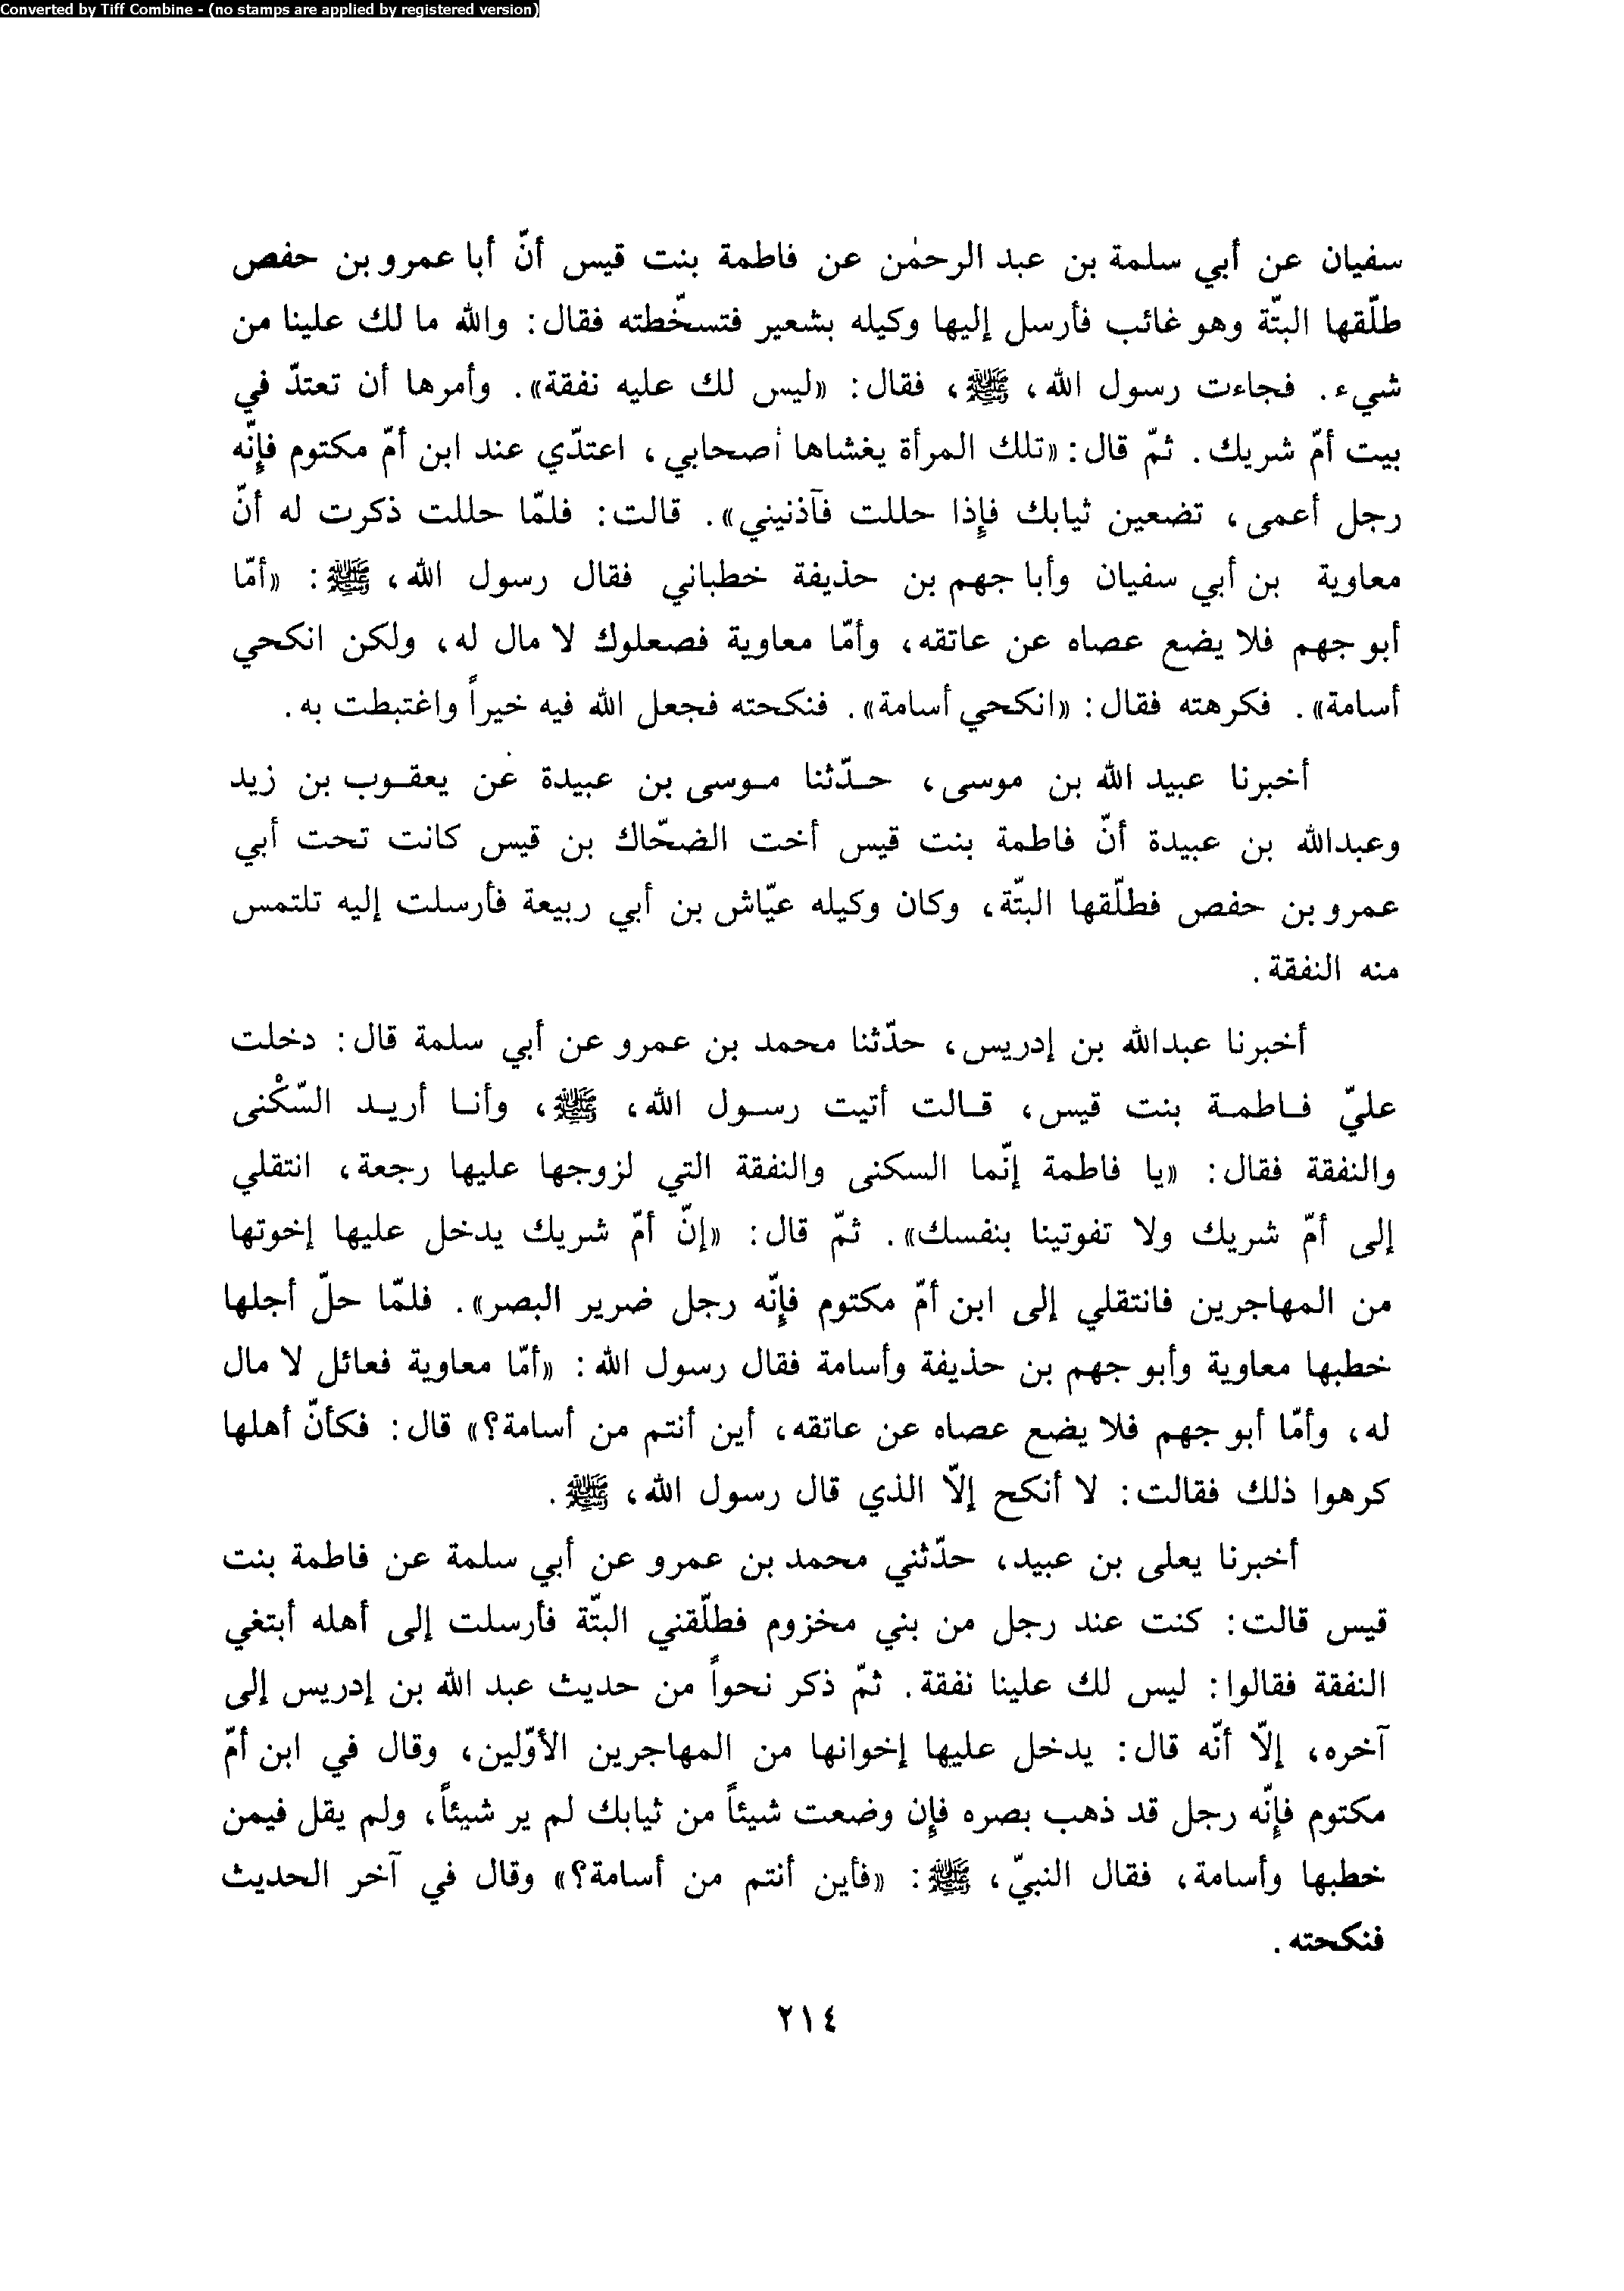 Converted by Tiff Combine - (no stamps are applied by registered version)
سفيان عن أبي سلمة بن عبد الرحمٰن عن فاطمة بنت قيس أنّ أبا عمرو بن حفص
طلّقها البتّة وهو غائب فأرسل إليها وكيله بشعير فتسخّطته فقال: والله ما لك علينا من
شيء. فجاءت رسول الله، ﷺ، فقال: «ليس لك عليه نفقة». وأمرها أن تعتدّ في
بيت أمّ شريك. ثمّ قال: «تلك المرأة يغشاها أصحابي، اعتدّي عند ابن أمّ مكتوم فإنّه
رجل أعمى، تضعين ثيابك فإذا حللت فآذنيني». قالت: فلمّا حللت ذكرت له أنّ
معاوية بن أبي سفيان وأبا جهم بن حذيفة خطباني فقال رسول الله، ﷺ: «أمّا
أبو جهم فلا يضع عصاه عن عاتقه، وأمّا معاوية فصعلوك لا مال له، ولكن انكحي
أسامة». فكرهته فقال: «انكحي أسامة». فنكحته فجعل الله فيه خيراً واغتبطت به.
أخبرنا عبيد الله بن موسى، حـدّثنا مـوسى بن عبيدة عن يعقـوب بن زيد
وعبدالله بن عبيدة أنّ فاطمة بنت قيس أخت الضحّاك بن قيس كانت تحت أبي
عمرو بن حفص فطلّقها البتّة، وكان وكيله عيّاش بن أبي ربيعة فأرسلت إليه تلتمس
منه النفقة.
أخبرنا عبدالله بن إدريس، حدّثنا محمد بن عمرو عن أبي سلمة قال: دخلت
عليّ فـاطمـة بنت قيس، قـالت أتيت رسـول الله، ﷺ، وأنـا أريـد السّكْنى
والنفقة فقال: «يا فاطمة إنّما السكنى والنفقة التي لزوجها عليها رجعة، انتقلي
إلى أمّ شريك ولا تفوتينا بنفسك». ثمّ قال: «إنّ أمّ شريك يدخل عليها إخوتها
من المهاجرين فانتقلي إلى ابن أمّ مكتوم فإنّه رجل ضرير البصر». فلمّا حلّ أجلها
خطبها معاوية وأبو جهم بن حذيفة وأسامة فقال رسول الله: «أمّا معاوية فعائل لا مال
له، وأمّا أبو جهم فلا يضع عصاه عن عاتقه، أين أنتم من أسامة؟» قال: فكأنّ أهلها
كرهوا ذلك فقالت: لا أنكح إلّا الذي قال رسول الله، ﷺ.
أخبرنا يعلى بن عبيد، حدّثني محمد بن عمرو عن أبي سلمة عن فاطمة بنت
قيس قالت: كنت عند رجل من بني مخزوم فطلّقني البتّة فأرسلت إلى أهله أبتغي
النفقة فقالوا: ليس لك علينا نفقة. ثمّ ذكر نحواً من حديث عبد الله بن إدريس إلى
آخره، إلّا أنّه قال: يدخل عليها إخوانها من المهاجرين الأوّلين، وقال في ابن أمّ
مكتوم فإنّه رجل قد ذهب بصره فإن وضعت شيئاً من ثيابك لم ير شيئاً، ولم يقل فيمن
خطبها وأسامة، فقال النبيّ، ﷺ: «فأين أنتم من أسامة؟» وقال في آخر الحديث
فنكحته.
٢١٤